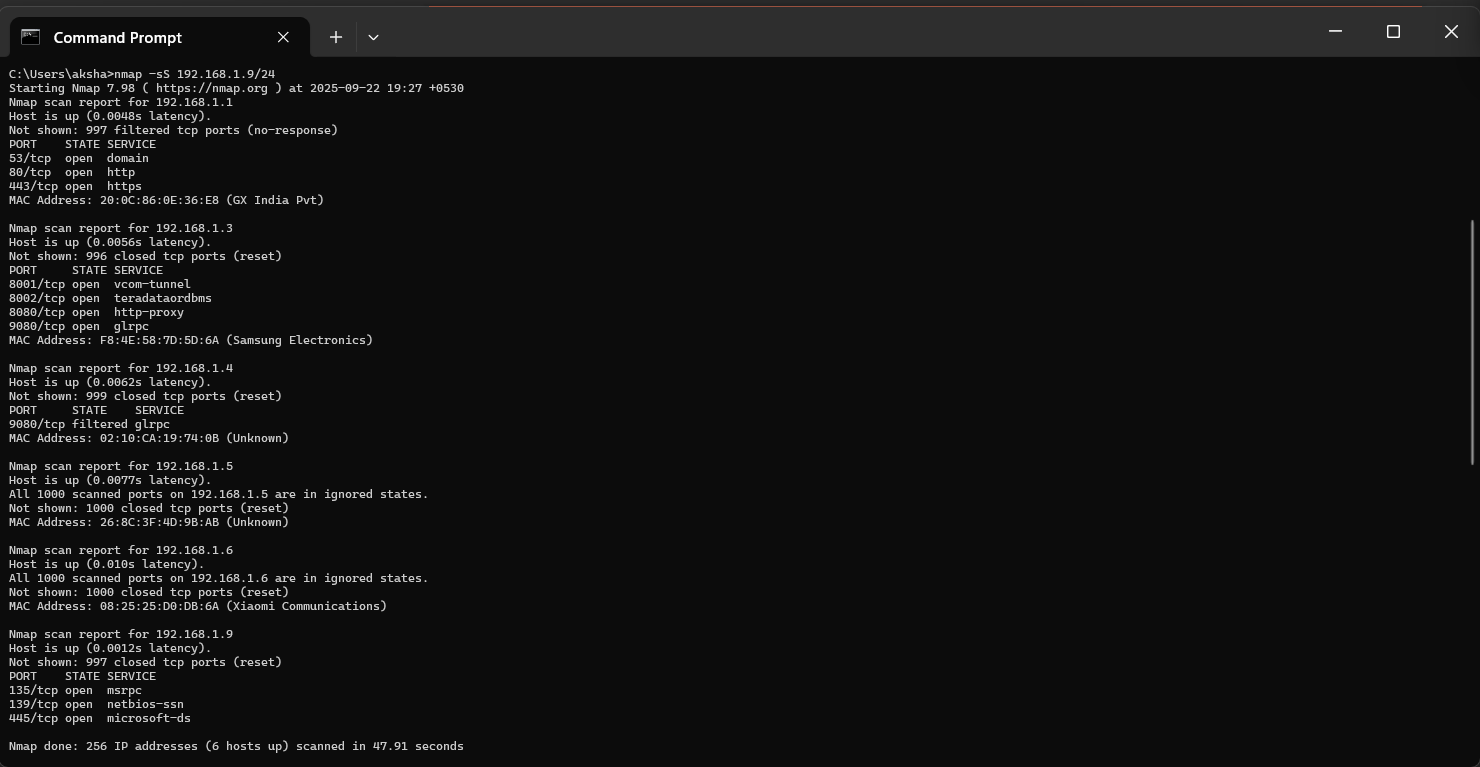 Command Prompt
C:\Users\aksha>nmap -sS 192.168.1.9/24
Starting Nmap 7.98 ( https://nmap.org ) at 2025-09-22 19:27 +0530
Nmap scan report for 192.168.1.1
Host is up (0.0048s latency).
Not shown: 997 filtered tcp ports (no-response)
PORT    STATE SERVICE
53/tcp  open  domain
80/tcp  open  http
443/tcp open  https
MAC Address: 20:0C:86:0E:36:E8 (GX India Pvt)

Nmap scan report for 192.168.1.3
Host is up (0.0056s latency).
Not shown: 996 closed tcp ports (reset)
PORT     STATE SERVICE
8001/tcp open  vcom-tunnel
8002/tcp open  teradataordbms
8080/tcp open  http-proxy
9080/tcp open  glrpc
MAC Address: F8:4E:58:7D:5D:6A (Samsung Electronics)

Nmap scan report for 192.168.1.4
Host is up (0.0062s latency).
Not shown: 999 closed tcp ports (reset)
PORT     STATE    SERVICE
9080/tcp filtered glrpc
MAC Address: 02:10:CA:19:74:0B (Unknown)

Nmap scan report for 192.168.1.5
Host is up (0.0077s latency).
All 1000 scanned ports on 192.168.1.5 are in ignored states.
Not shown: 1000 closed tcp ports (reset)
MAC Address: 26:8C:3F:4D:9B:AB (Unknown)

Nmap scan report for 192.168.1.6
Host is up (0.010s latency).
All 1000 scanned ports on 192.168.1.6 are in ignored states.
Not shown: 1000 closed tcp ports (reset)
MAC Address: 08:25:25:D0:DB:6A (Xiaomi Communications)

Nmap scan report for 192.168.1.9
Host is up (0.0012s latency).
Not shown: 997 closed tcp ports (reset)
PORT    STATE SERVICE
135/tcp open  msrpc
139/tcp open  netbios-ssn
445/tcp open  microsoft-ds

Nmap done: 256 IP addresses (6 hosts up) scanned in 47.91 seconds